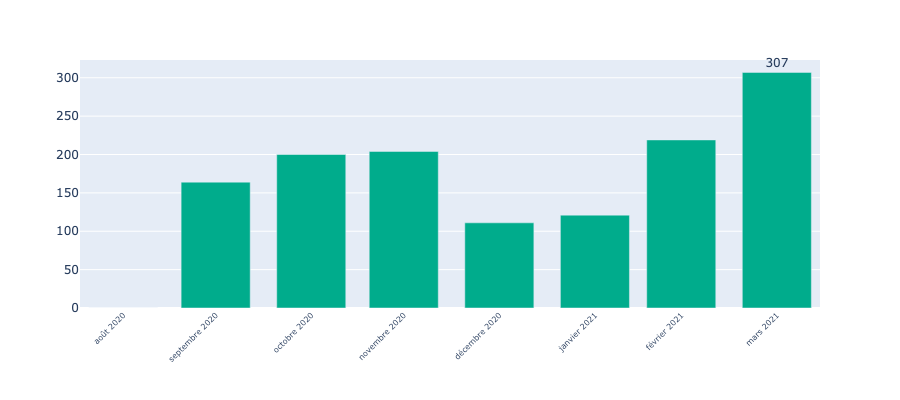 307
300
250
200
150
100
50
0
août 2020
septembre 2020
octobre 2020
novembre 2020
décembre 2020
janvier 2021
février 2021
mars 2021